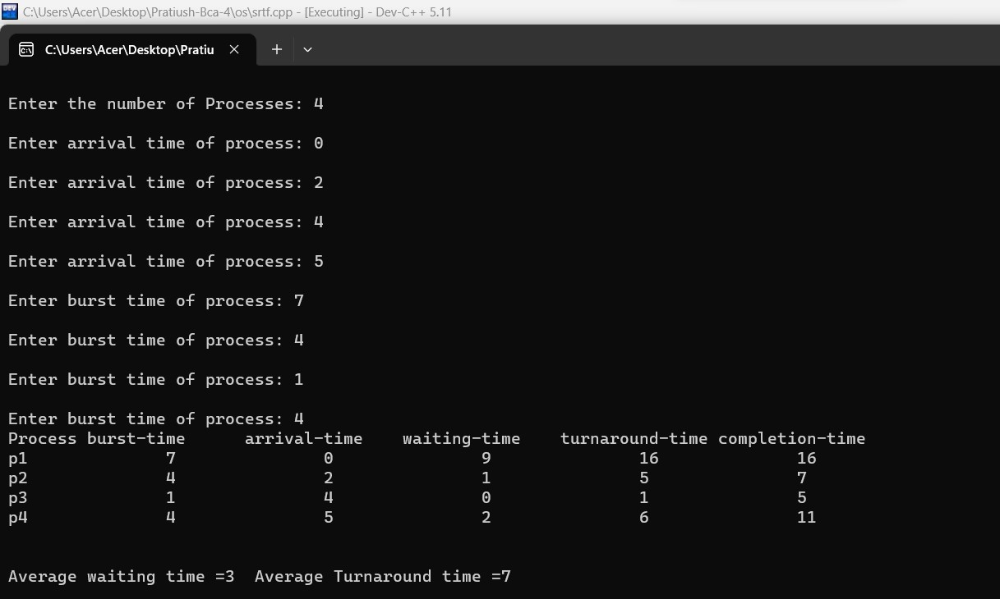 C:\Users\Acer\Desktop\Pratiush-Bca-4\os\srtf.cpp - [Executing] - Dev-C++ 5.11
C:\Users\Acer\Desktop\Pratiu
Enter the number of Processes: 4
Enter arrival time of process: 0
Enter arrival time of process: 2
Enter arrival time of process: 4
Enter arrival time of process: 5
Enter burst time of process: 7
Enter burst time of process: 4
Enter burst time of process: 1
Enter burst time of process: 4
Process burst-time arrival-time waiting-time turnaround-time completion-time
p1 7 0 9 16 16
p2 4 2 1 5 7
p3 1 4 0 1 5
p4 4 5 2 6 11
Average waiting time =3 Average Turnaround time =7